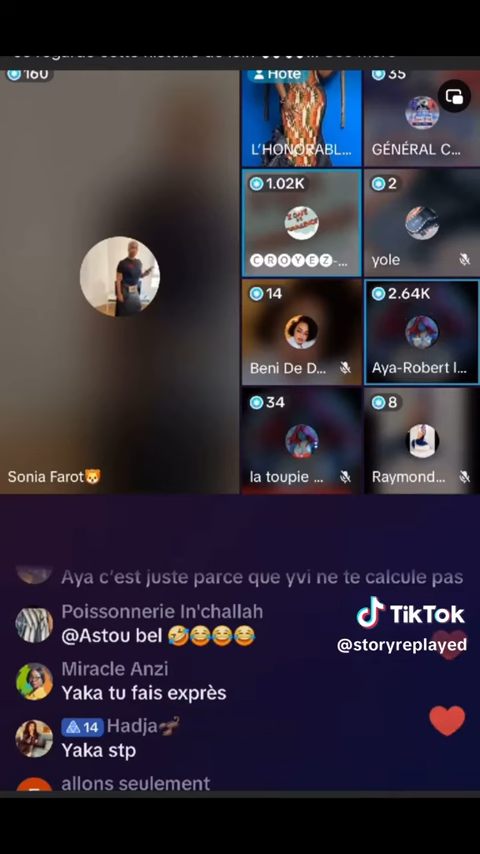 160
Hôte
35
L'HONORABL...
GÉNÉRAL C...
1.02K
2
ⒸⓇⓄⓎⒺⓏ-...
yole
14
2.64K
Beni De D...
Aya-Robert l...
34
8
Sonia Farot🐯
la toupie ...
Raymond...
Aya c'est juste parce que yvi ne te calcule pas
Poissonnerie In'challah
@Astou bel 🤣😂😂😂
TikTok
@storyreplayed
Miracle Anzi
Yaka tu fais exprès
14 Hadja🦂
Yaka stp
allons seulement